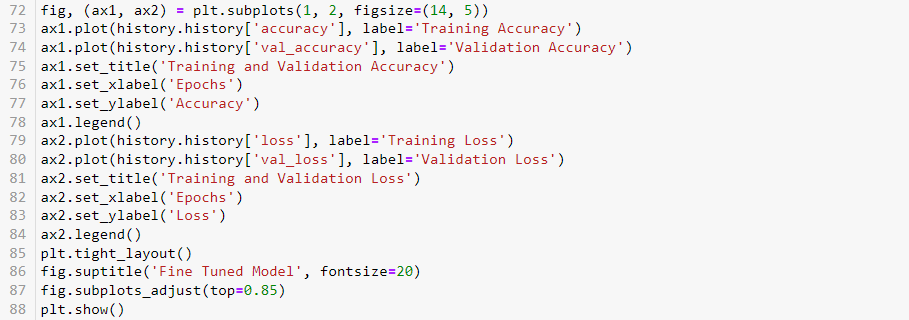 72 fig, (ax1, ax2) = plt.subplots(1, 2, figsize=(14, 5))
73 ax1.plot(history.history['accuracy'], label='Training Accuracy')
74 ax1.plot(history.history['val_accuracy'], label='Validation Accuracy')
75 ax1.set_title('Training and Validation Accuracy')
76 ax1.set_xlabel('Epochs')
77 ax1.set_ylabel('Accuracy')
78 ax1.legend()
79 ax2.plot(history.history['loss'], label='Training Loss')
80 ax2.plot(history.history['val_loss'], label='Validation Loss')
81 ax2.set_title('Training and Validation Loss')
82 ax2.set_xlabel('Epochs')
83 ax2.set_ylabel('Loss')
84 ax2.legend()
85 plt.tight_layout()
86 fig.suptitle('Fine Tuned Model', fontsize=20)
87 fig.subplots_adjust(top=0.85)
88 plt.show()